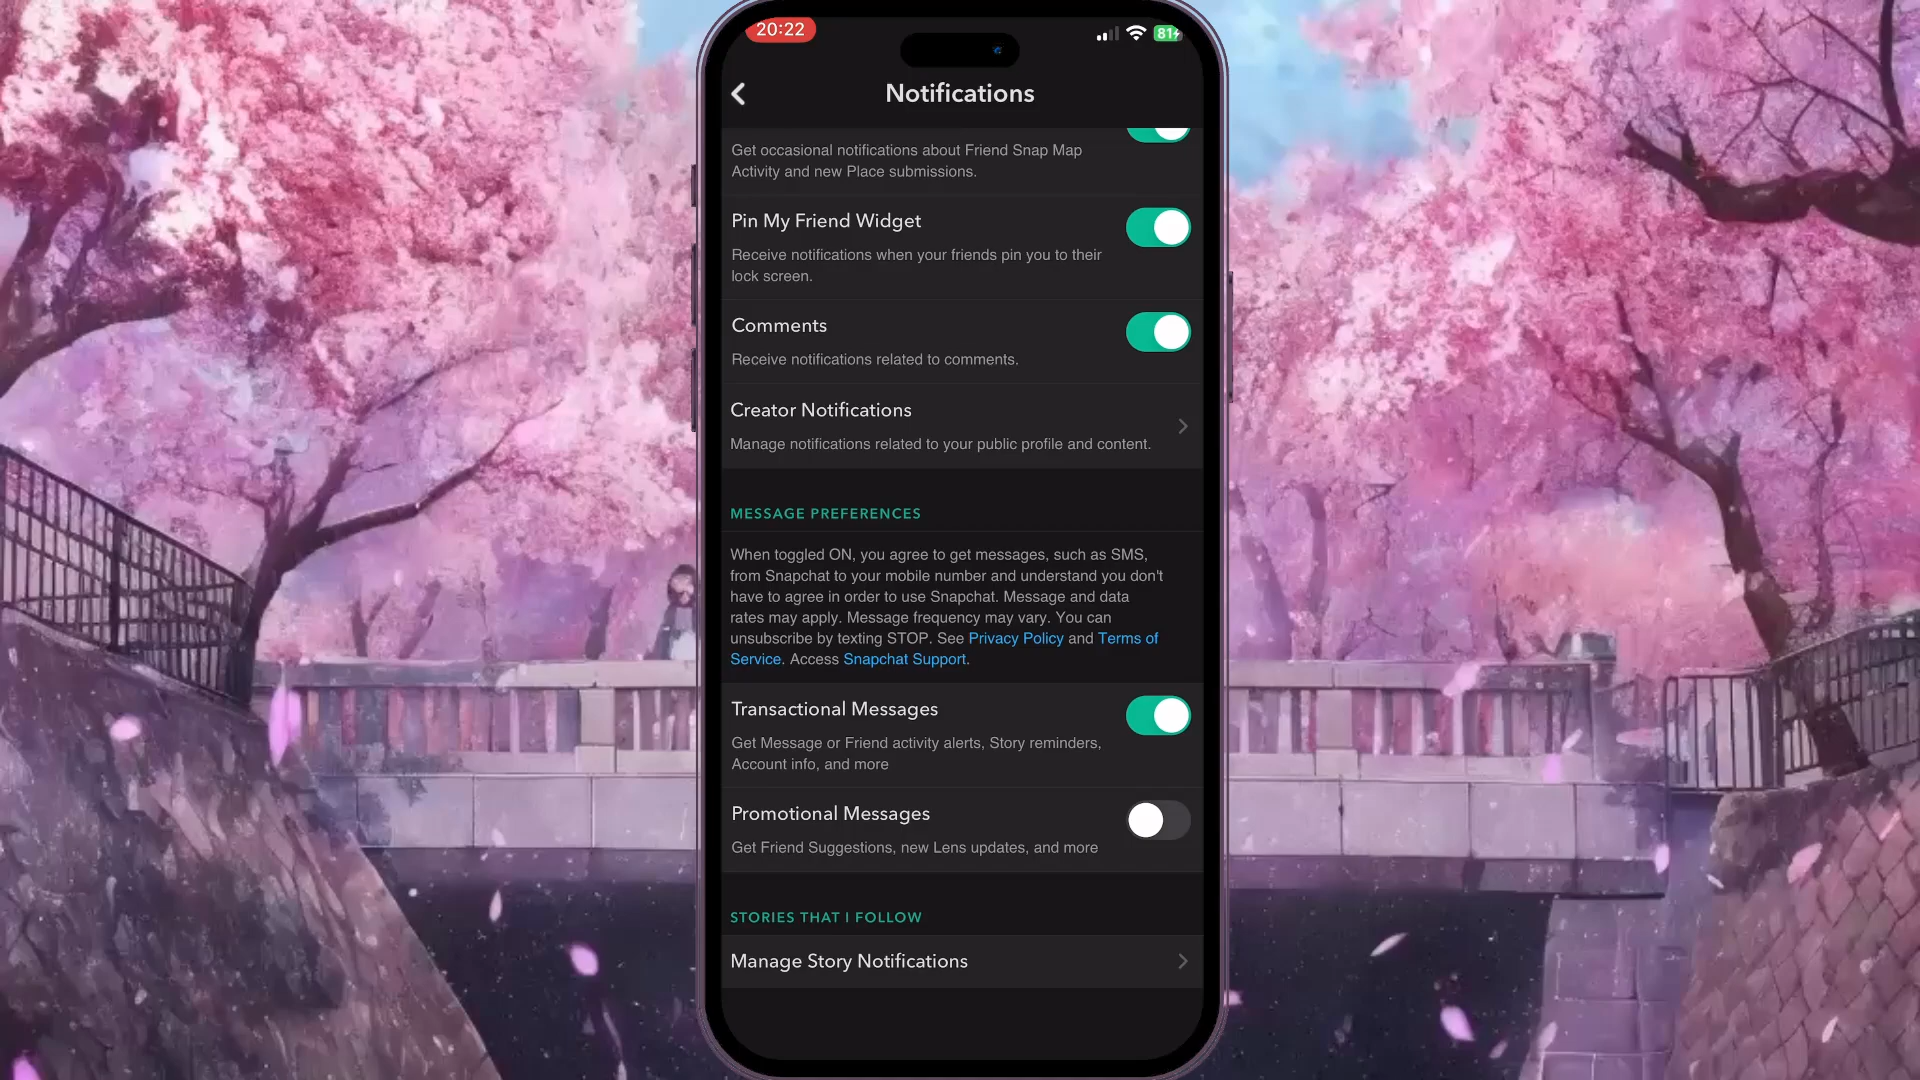 20:22
81
Notifications
Get occasional notifications about Friend Snap Map
Activity and new Place submissions.
Pin My Friend Widget
Receive notifications when your friends pin you to their
lock screen.
Comments
Receive notifications related to comments.
Creator Notifications
Manage notifications related to your public profile and content.
MESSAGE PREFERENCES
When toggled ON, you agree to get messages, such as SMS,
from Snapchat to your mobile number and understand you don't
have to agree in order to use Snapchat. Message and data
rates may apply. Message frequency may vary. You can
unsubscribe by texting STOP. See Privacy Policy and Terms of
Service. Access Snapchat Support.
Transactional Messages
Get Message or Friend activity alerts, Story reminders,
Account info, and more
Promotional Messages
Get Friend Suggestions, new Lens updates, and more
STORIES THAT I FOLLOW
Manage Story Notifications